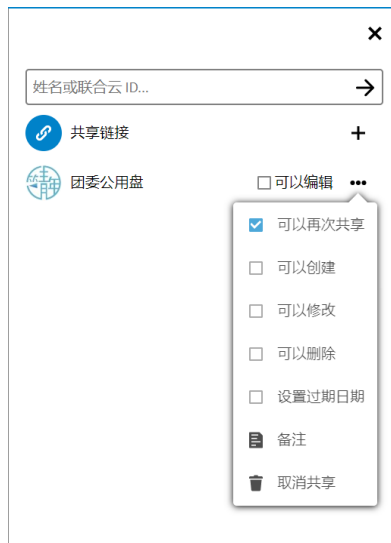 姓名或联合云 ID...
共享链接
团委公用盘
可以编辑
可以再次共享
可以创建
可以修改
可以删除
设置过期日期
备注
取消共享